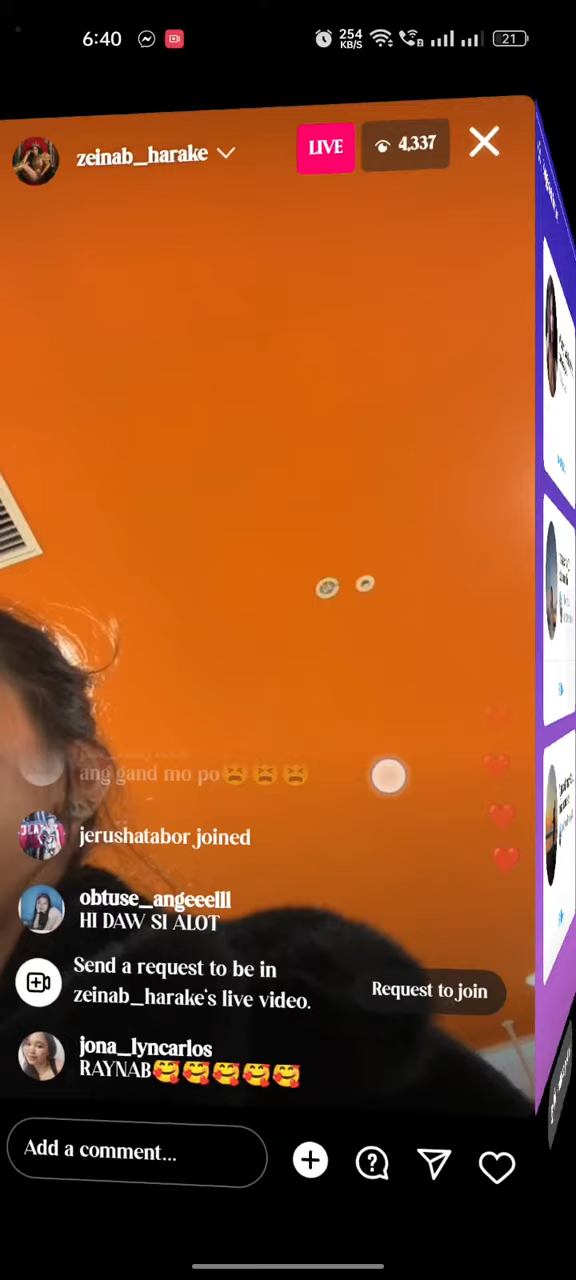 6:40
254
KB/S
21
zeinab_harake
LIVE
4,337
ang gand mo po😫😫😫
jerushatabor joined
obtuse_angeeelll
HI DAW SI ALOT
Send a request to be in
zeinab_harake's live video.
Request to join
jona_lyncarlos
RAYNAB🥰🥰🥰🥰🥰
Add a comment...